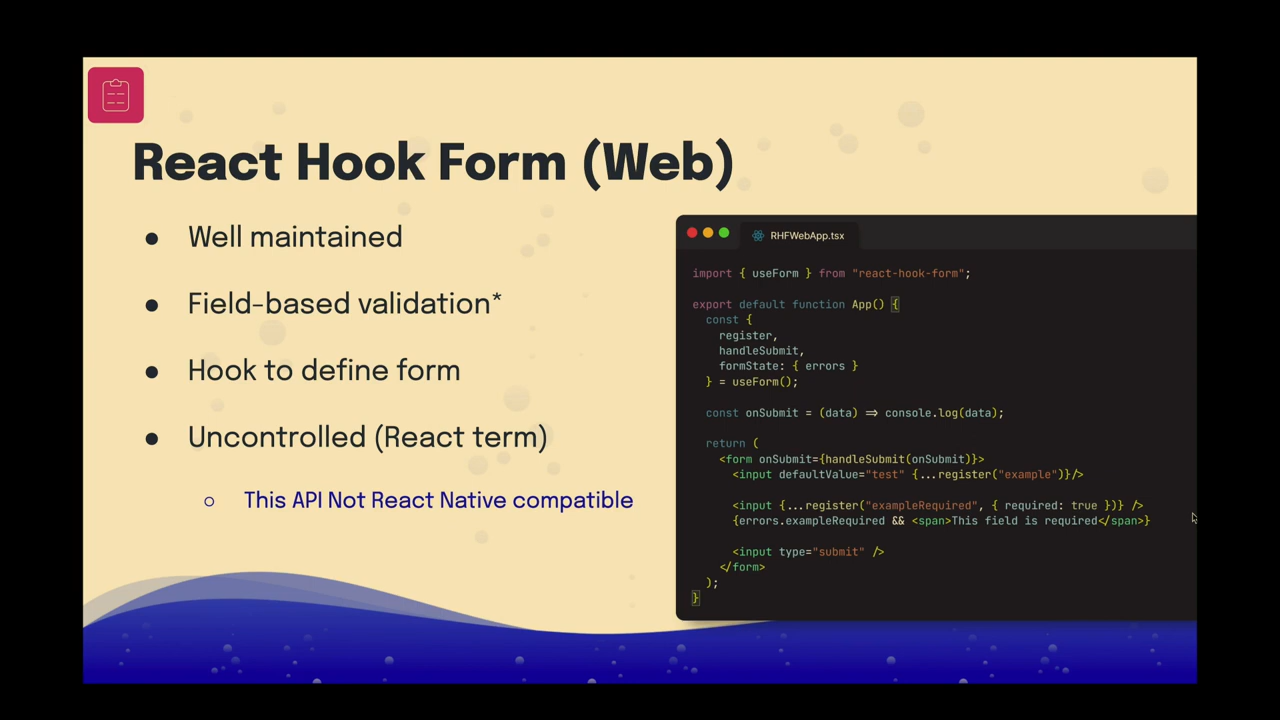 React Hook Form (Web)
● Well maintained
● Field-based validation*
● Hook to define form
● Uncontrolled (React term)
○ This API Not React Native compatible
RHFWebApp.tsx
import { useForm } from "react-hook-form";
export default function App() {
const {
register,
handleSubmit,
formState: { errors }
} = useForm();
const onSubmit = (data) ⇒ console.log(data);
return (
<form onSubmit={handleSubmit(onSubmit)}>
<input defaultValue="test" {...register("example")}/>
<input {...register("exampleRequired", { required: true })} />
{errors.exampleRequired && <span>This field is required</span>}
<input type="submit" />
</form>
);
}